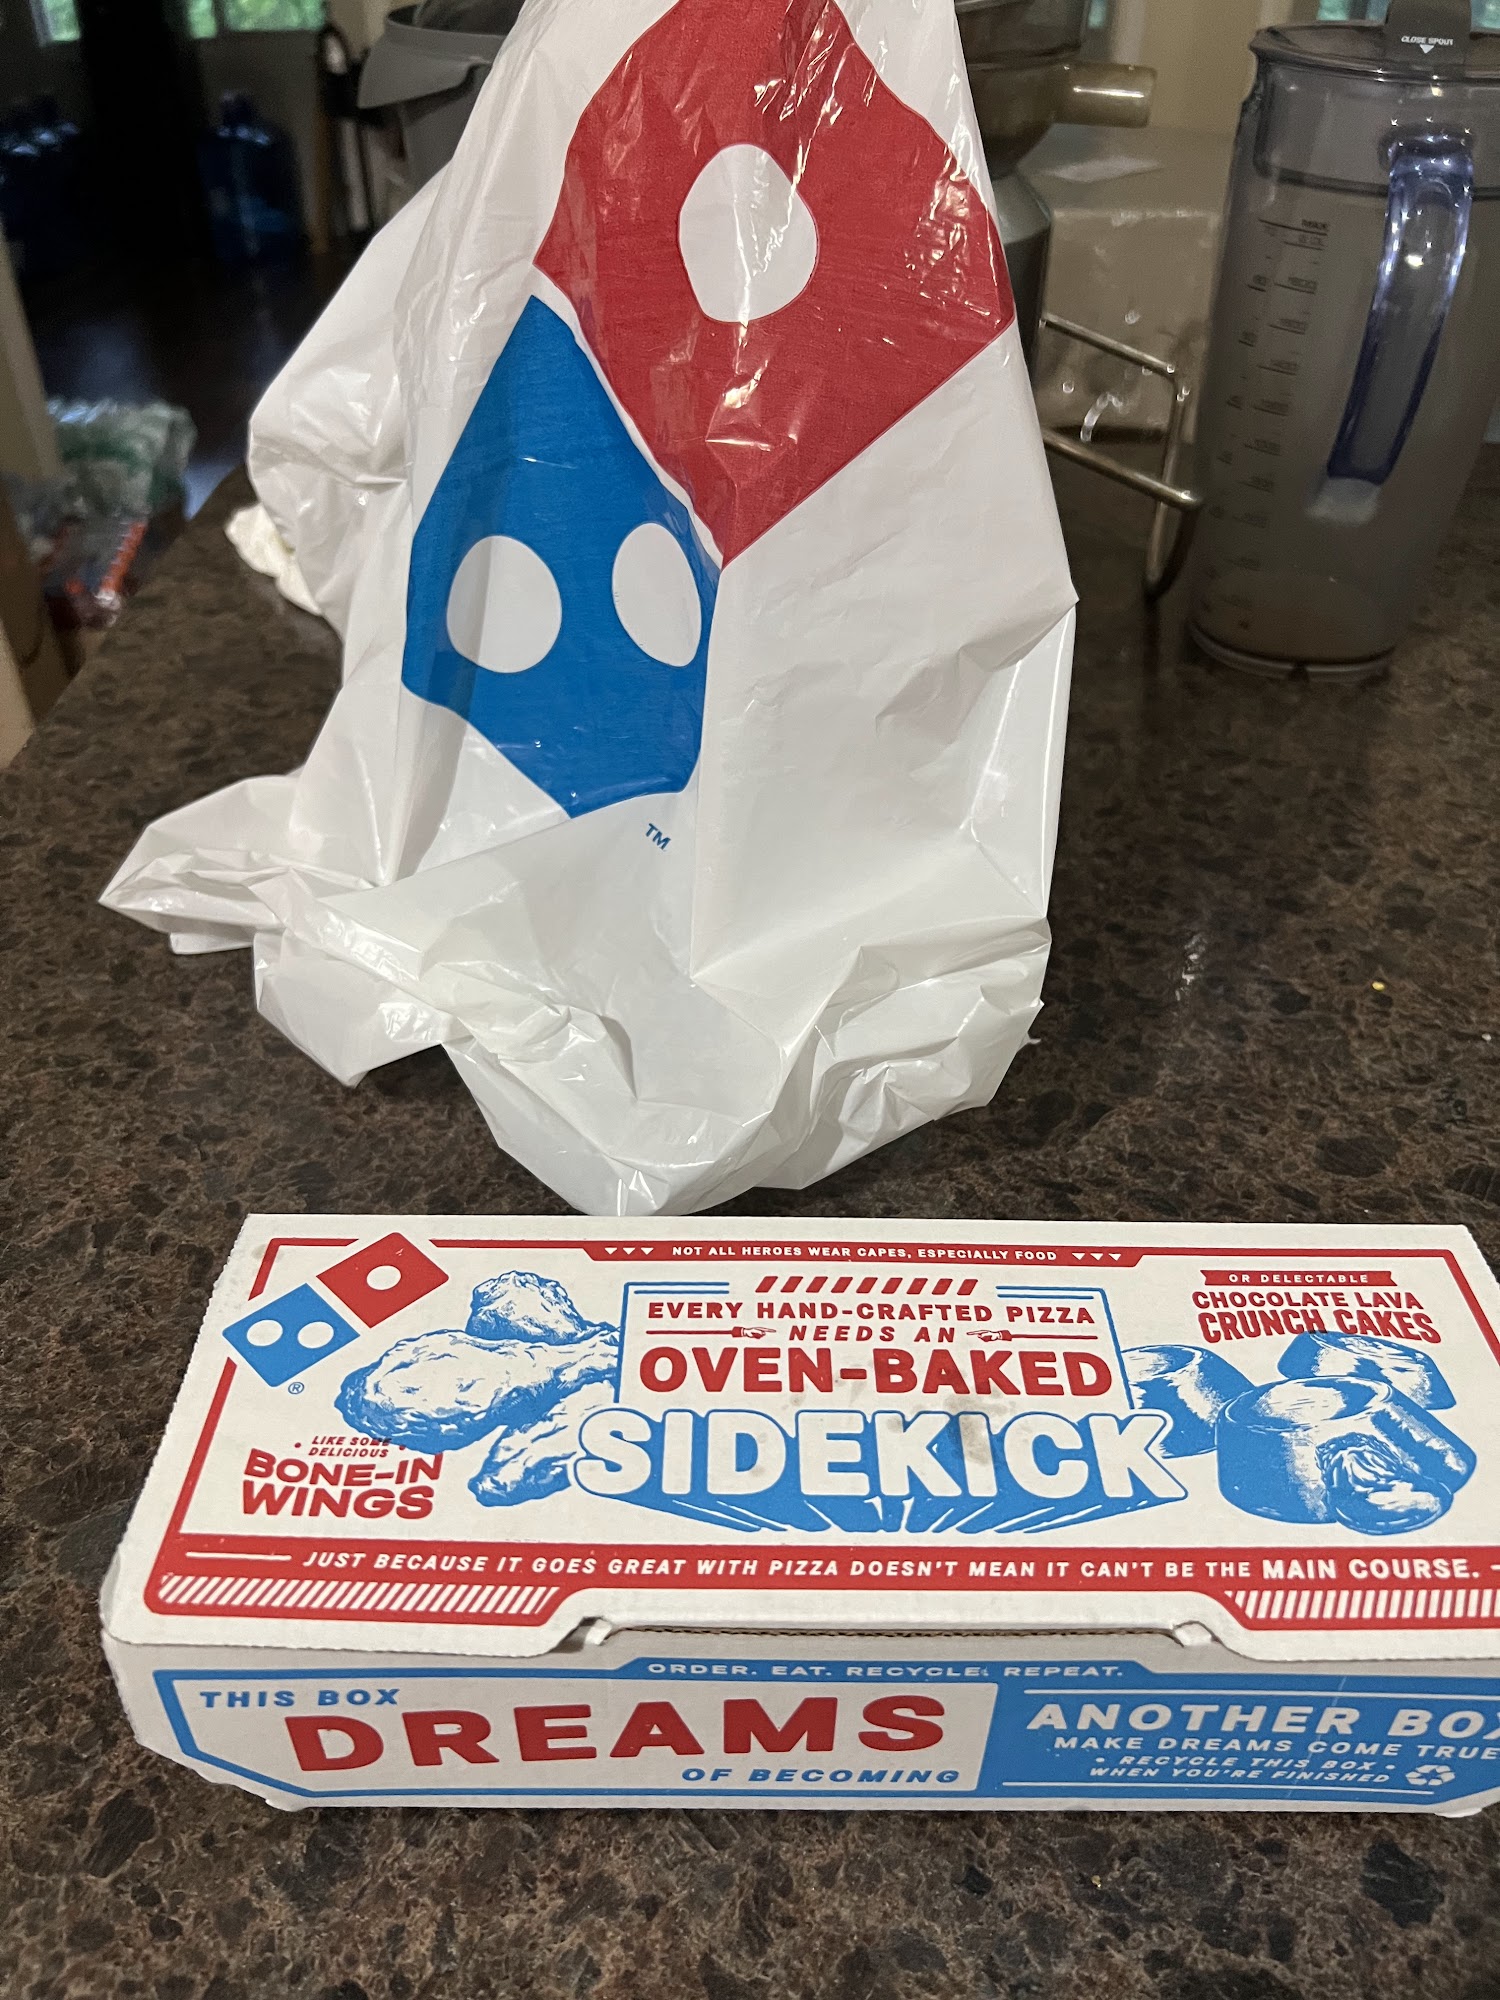 CLOSE SPOUT
MAX
TM
NOT ALL HEROES WEAR CAPES, ESPECIALLY FOOD
EVERY HAND-CRAFTED PIZZA
NEEDS AN
OVEN-BAKED
SIDEKICK
®
LIKE SOME
DELICIOUS
BONE-IN
WINGS
OR DELECTABLE
CHOCOLATE LAVA
CRUNCH CAKES
JUST BECAUSE IT GOES GREAT WITH PIZZA DOESN'T MEAN IT CAN'T BE THE MAIN COURSE.
ORDER. EAT. RECYCLE. REPEAT.
THIS BOX
DREAMS
OF BECOMING
ANOTHER BOX
MAKE DREAMS COME TRUE
• RECYCLE THIS BOX •
WHEN YOU'RE FINISHED